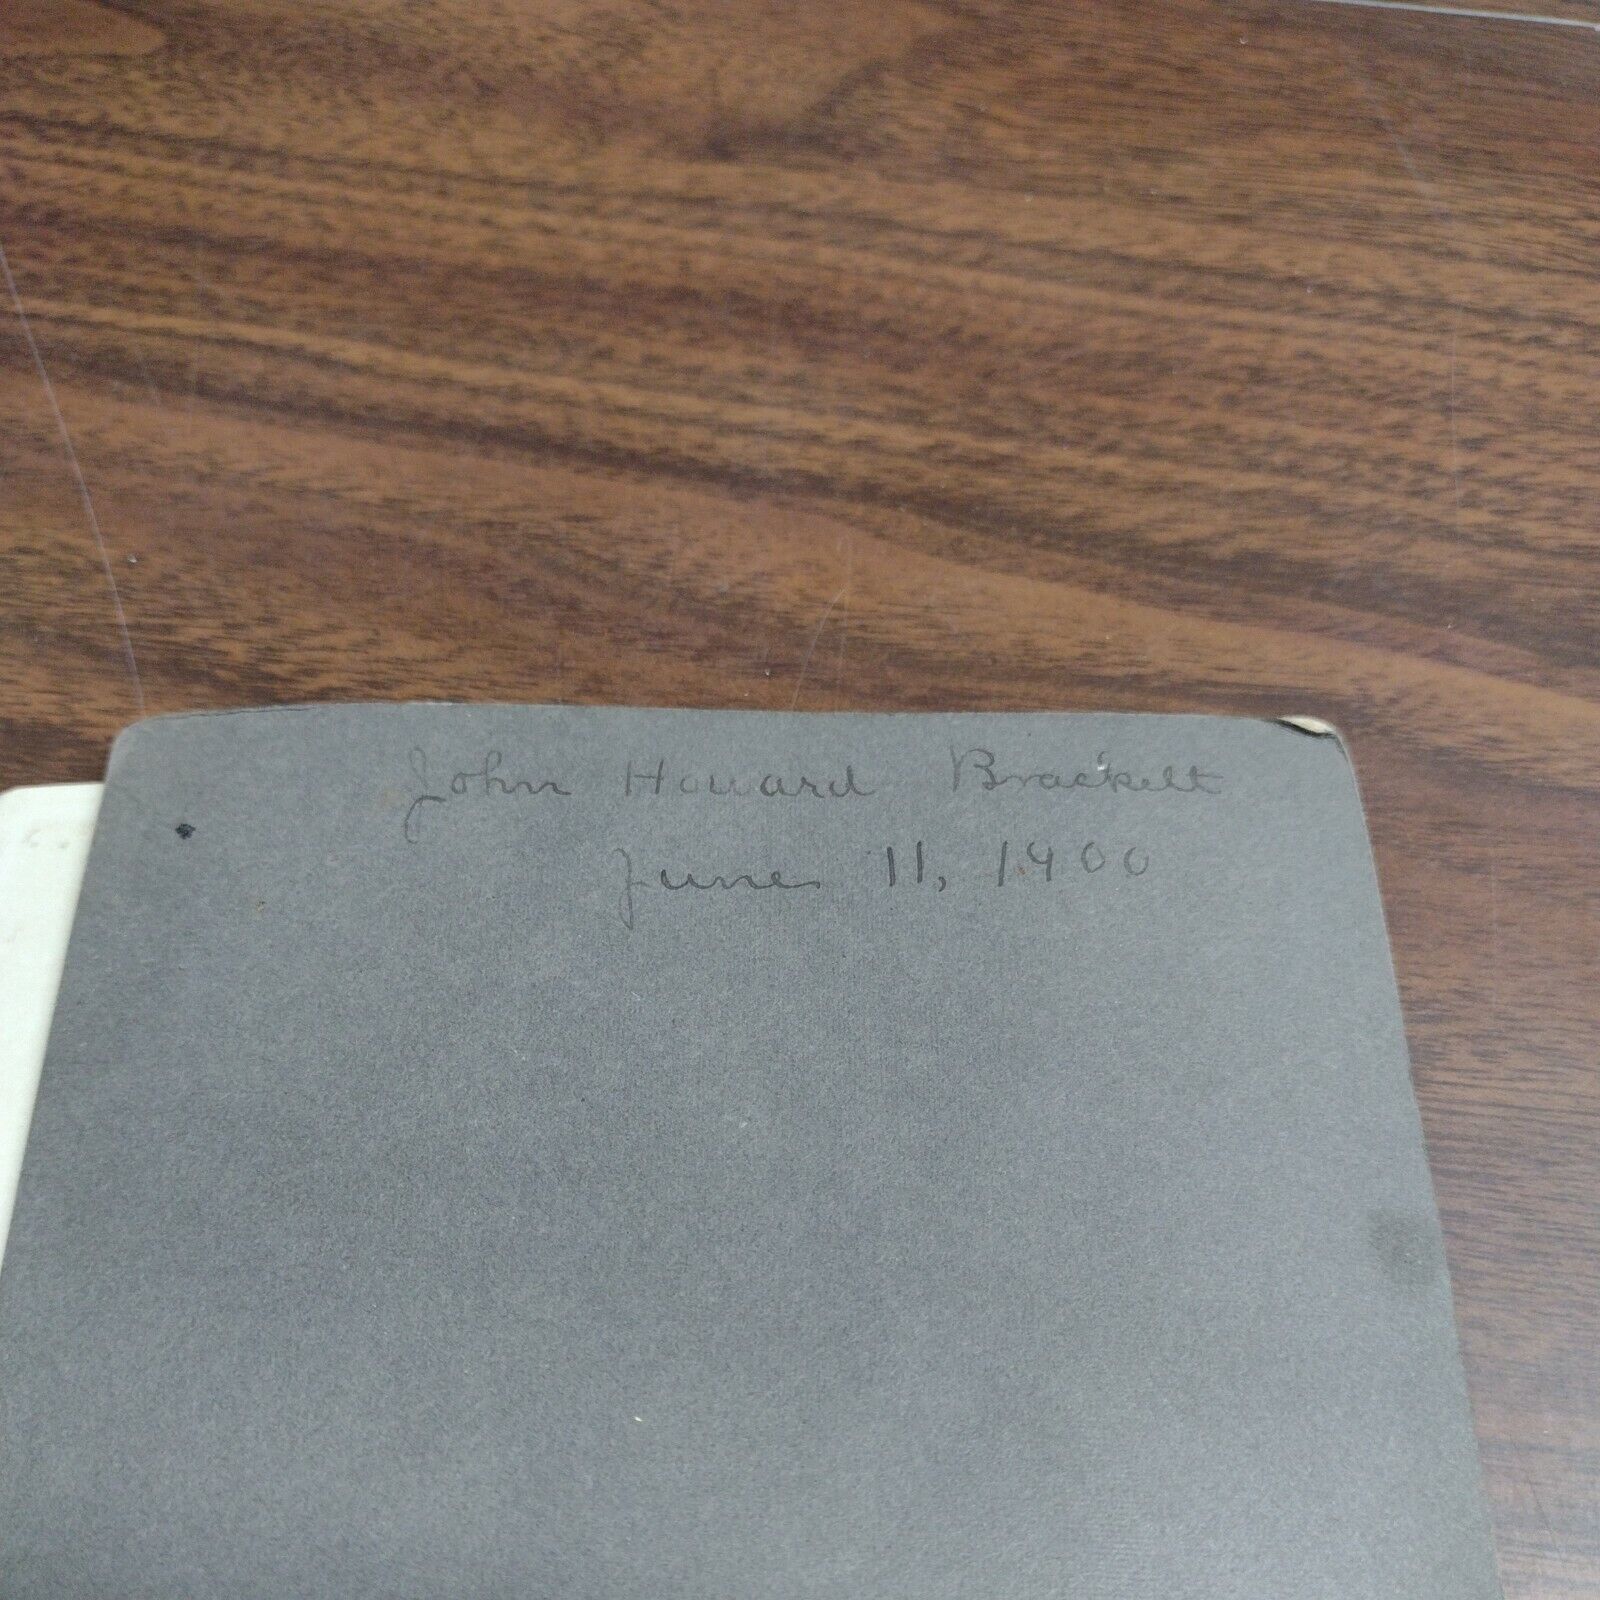 John Howard Brackett
June 11, 1900